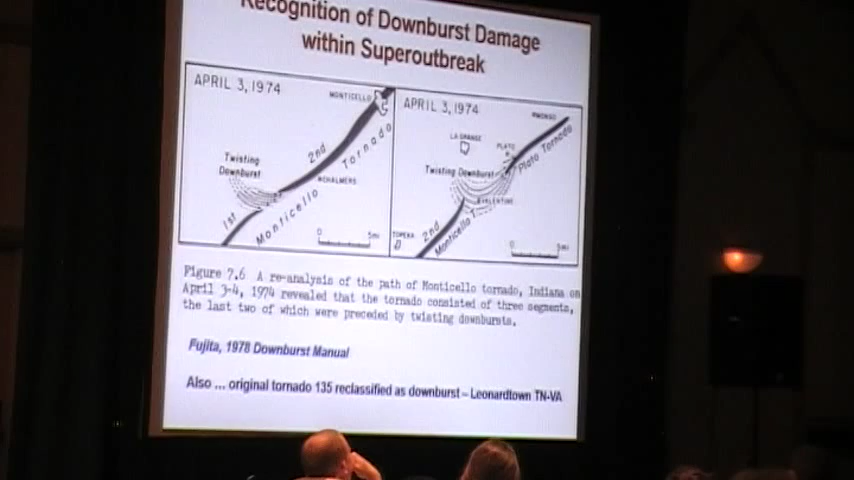 Recognition of Downburst Damage
within Superoutbreak
APRIL 3, 1974
MONTICELLO
2nd
Tornado
Twisting
Downburst
CHALMERS
1st
Monticello
0 5mi
APRIL 3, 1974
MONGO
LA GRANGE
PLATO
Plato Tornado
Twisting Downburst
VALENTINE
TOPEKA
2nd
Monticello T.
0 5mi
Figure 7.6 A re-analysis of the path of Monticello tornado, Indiana on
April 3-4, 1974 revealed that the tornado consisted of three segments,
the last two of which were preceded by twisting downbursts.
Fujita, 1978 Downburst Manual
Also ... original tornado 135 reclassified as downburst – Leonardtown TN-VA